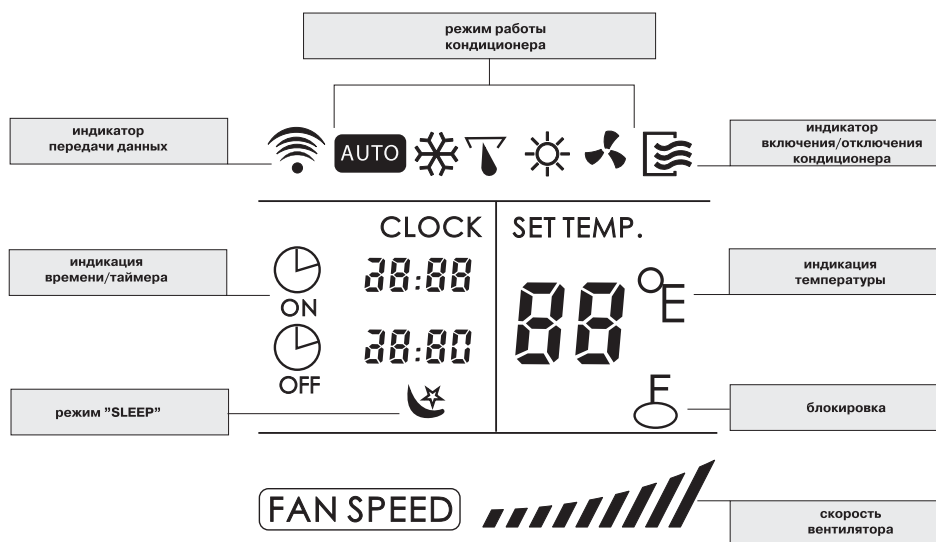 режим работы
кондиционера
индикатор
передачи данных
AUTO
индикатор
включения/отключения
кондиционера
CLOCK
SET TEMP.
индикация
времени/таймера
ON
88:88
88
°E
индикация
температуры
OFF
88:80
режим ”SLEEP”
F
блокировка
FAN SPEED
скорость
вентилятора